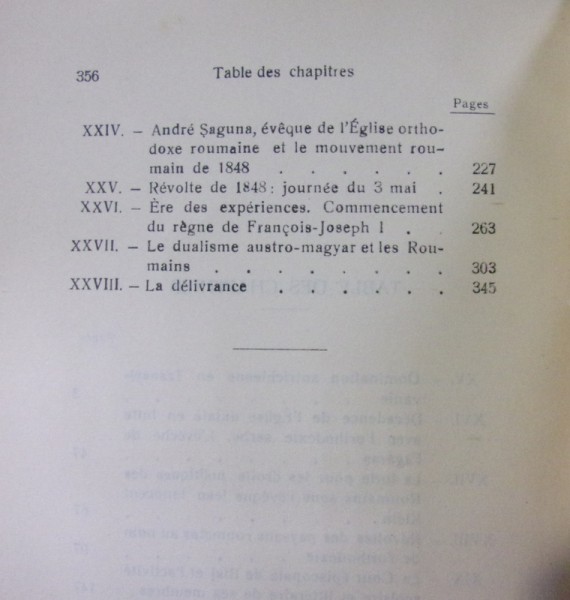 356 Table des chapitres
Pages
XXIV. — André Şaguna, évêque de l'Église ortho-
doxe roumaine et le mouvement rou-
main de 1848 . . . . . . 227
XXV. — Révolte de 1848 : journée du 3 mai . 241
XXVI. — Ère des expériences. Commencement
du règne de François-Joseph I . . 263
XXVII. — Le dualisme austro-magyar et les Rou-
mains . . . . . . . . 303
XXVIII. — La délivrance . . . . . . 345